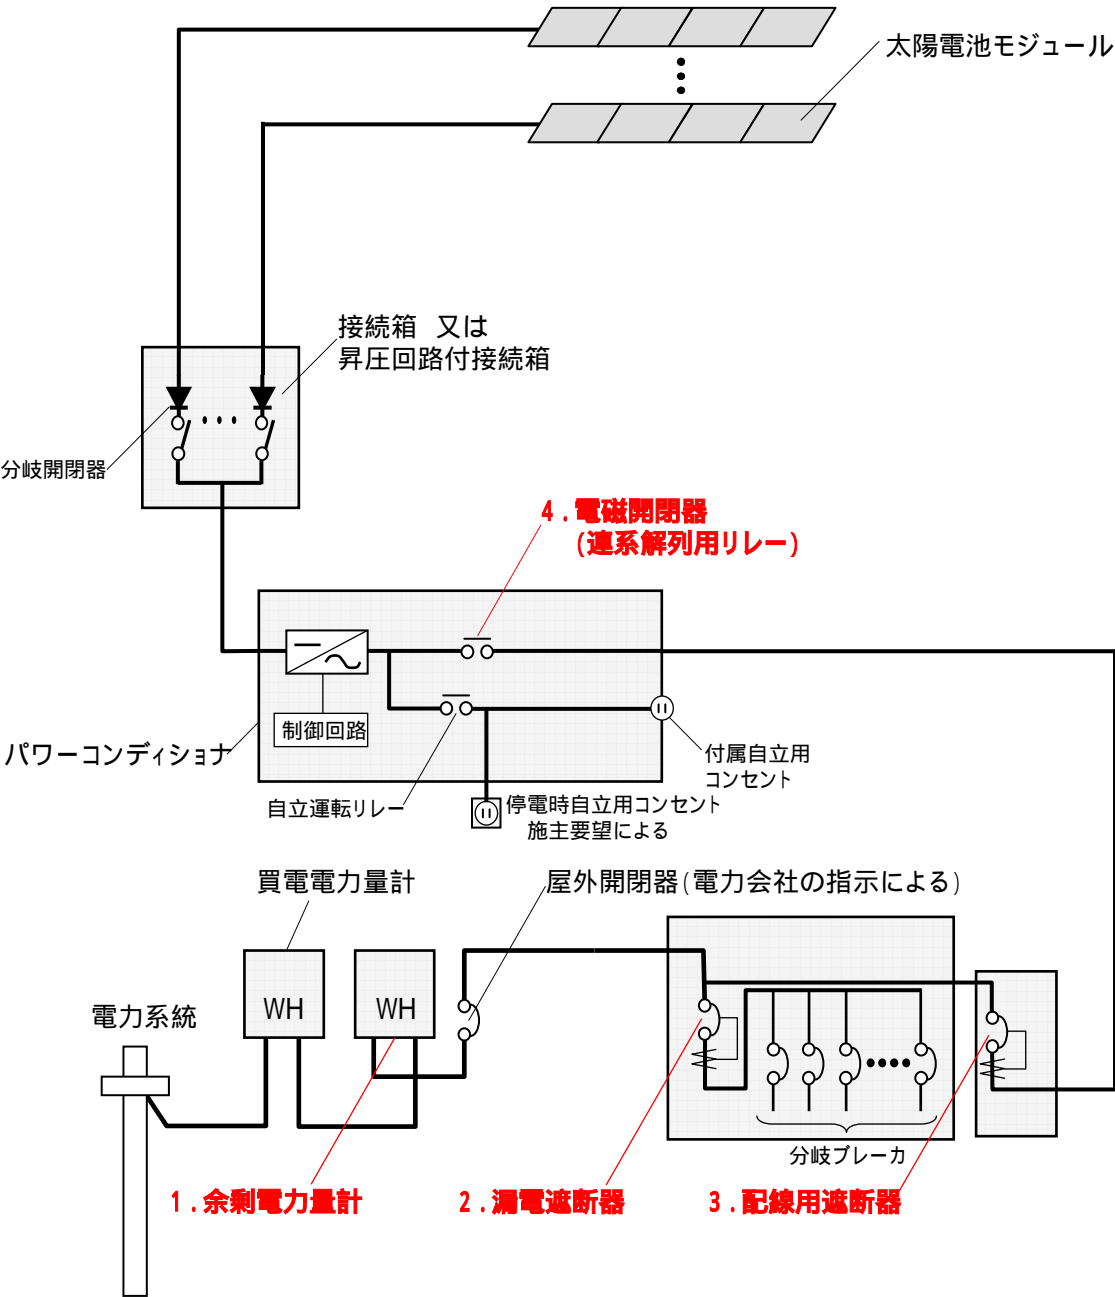 太陽電池モジュール
接続箱　又は
昇圧回路付接続箱
分岐開閉器
4．電磁開閉器
(連系解列用リレー)
制御回路
パワーコンディショナ
付属自立用
コンセント
自立運転リレー
停電時自立用コンセント
施主要望による
買電電力量計
屋外開閉器(電力会社の指示による)
WH
WH
電力系統
分岐ブレーカ
1．余剰電力量計
2．漏電遮断器
3．配線用遮断器